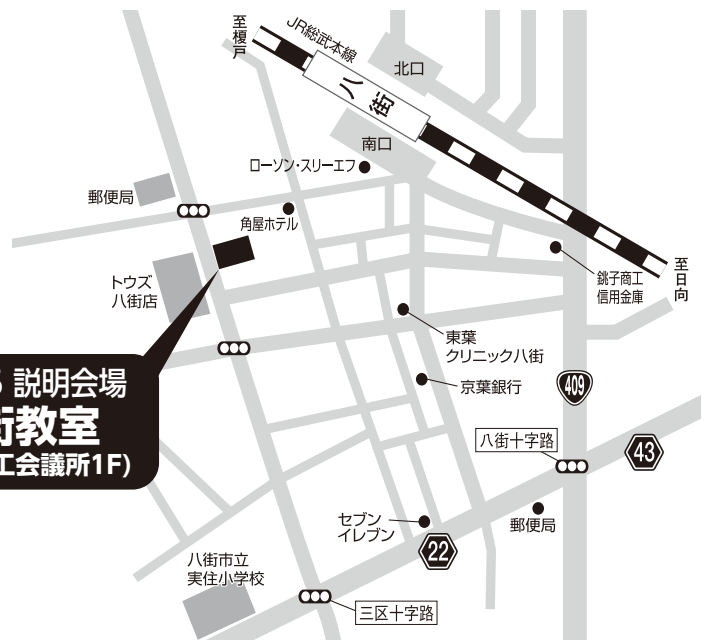 至榎戸
JR総武本線
北口
八街
南口
ローソン・スリーエフ
郵便局
角屋ホテル
トウズ
八街店
銚子商工
信用金庫
至日向
東葉
クリニック八街
京葉銀行
409
説明会場
街教室
工会議所1F)
八街十字路
43
セブン
イレブン
郵便局
22
八街市立
実住小学校
三区十字路